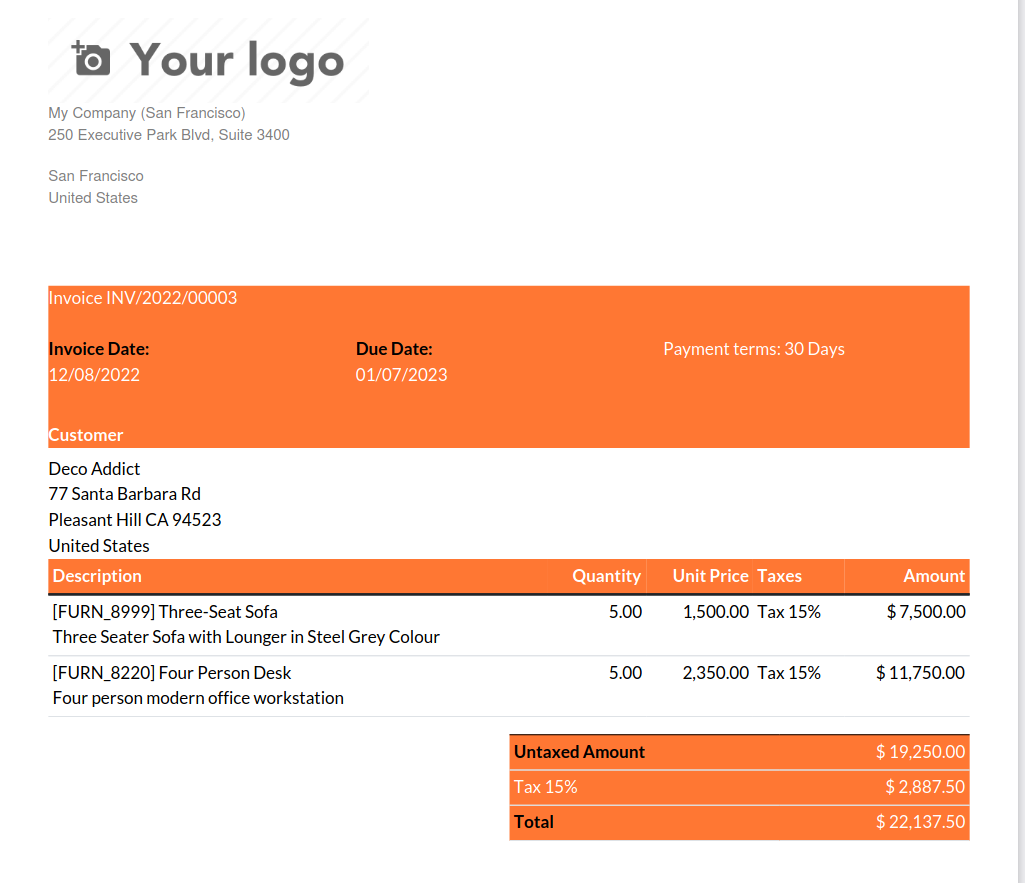 Your logo
My Company (San Francisco)
250 Executive Park Blvd, Suite 3400
San Francisco
United States
Invoice INV/2022/00003
Invoice Date: Due Date: Payment terms: 30 Days
12/08/2022 01/07/2023
Customer
Deco Addict
77 Santa Barbara Rd
Pleasant Hill CA 94523
United States
Description Quantity Unit Price Taxes Amount
[FURN_8999] Three-Seat Sofa 5.00 1,500.00 Tax 15% $ 7,500.00
Three Seater Sofa with Lounger in Steel Grey Colour
[FURN_8220] Four Person Desk 5.00 2,350.00 Tax 15% $ 11,750.00
Four person modern office workstation
Untaxed Amount $ 19,250.00
Tax 15% $ 2,887.50
Total $ 22,137.50